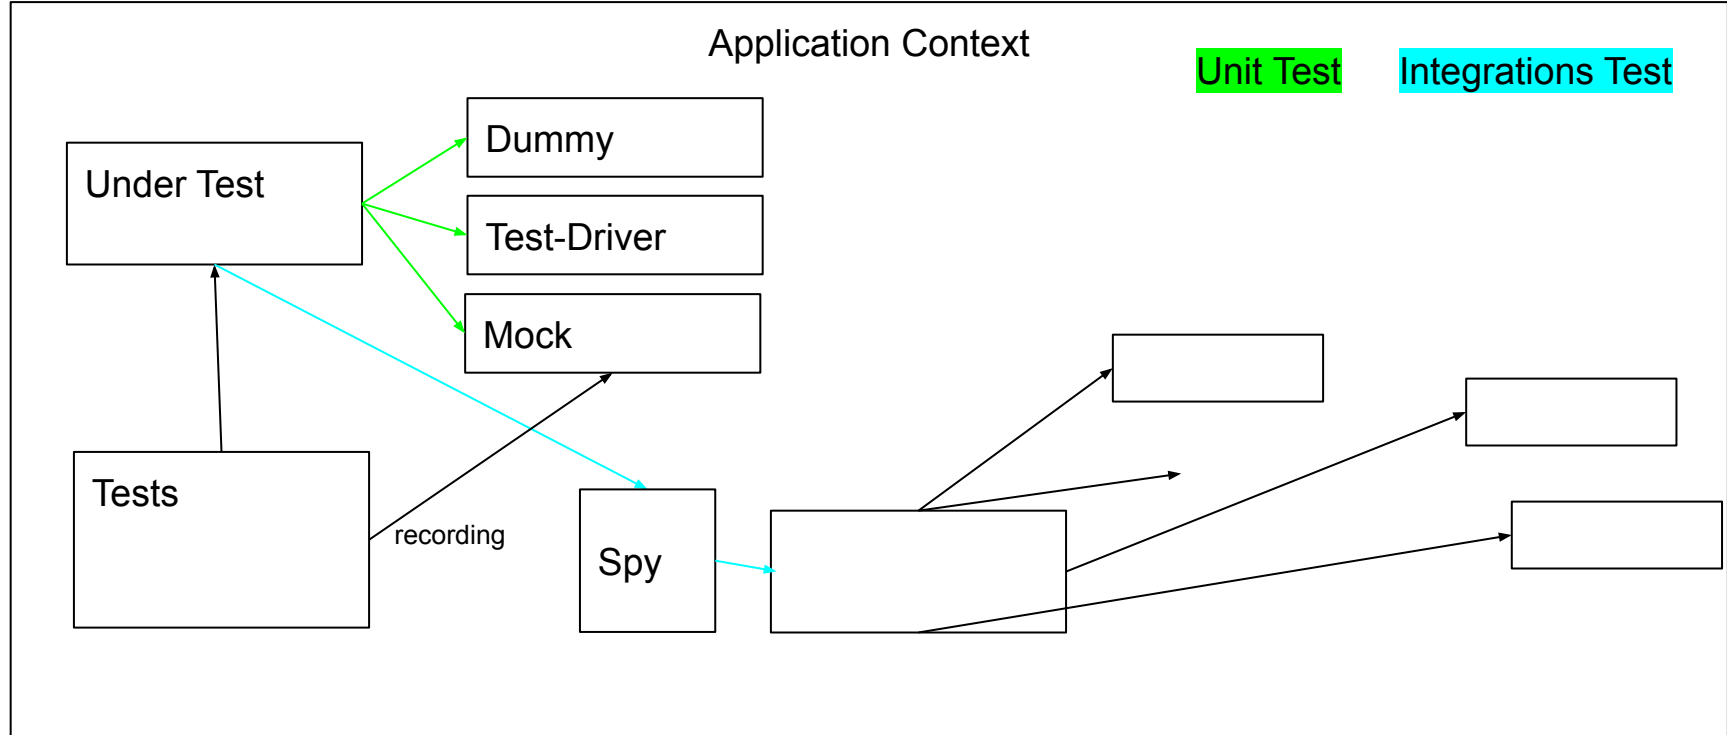 Application Context
Unit Test
Integrations Test
Dummy
Under Test
Test-Driver
Mock
Tests
recording
Spy